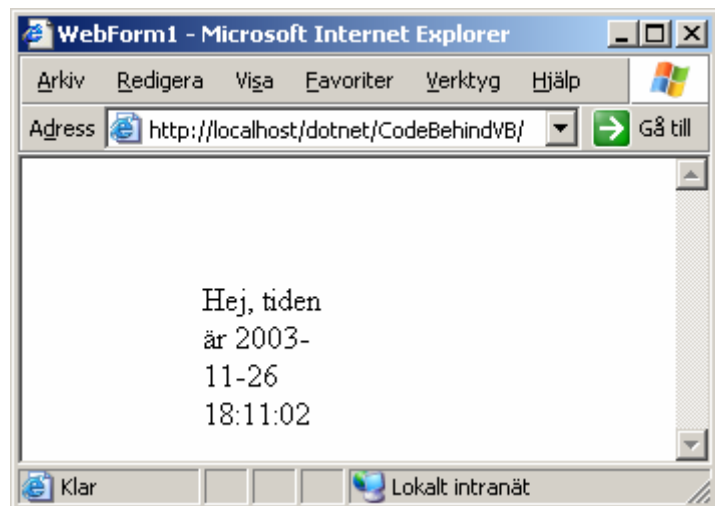 WebForm1 - Microsoft Internet Explorer
Arkiv Redigera Visa Favoriter Verktyg Hjälp
Adress http://localhost/dotnet/CodeBehindVB/ Gå till
Hej, tiden
är 2003-
11-26
18:11:02
Klar Lokalt intranät